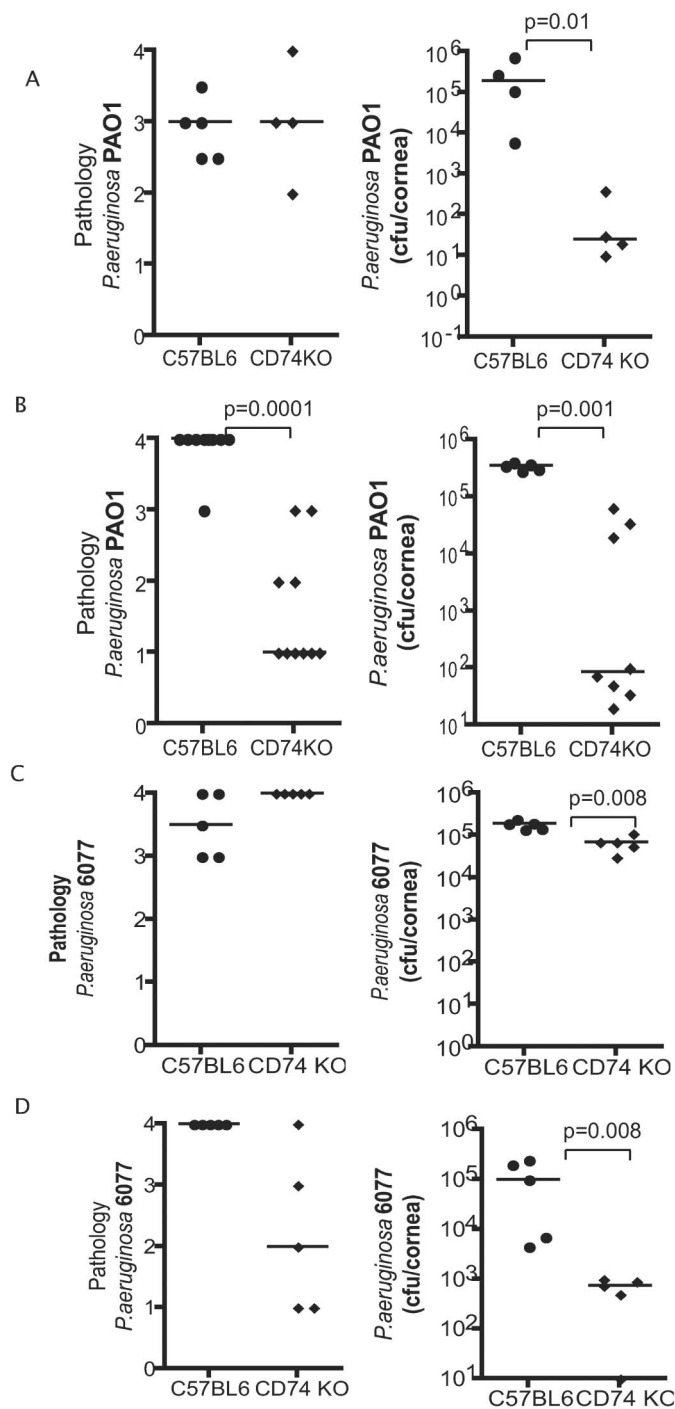 A
Pathology
P.aeruginosa PAO1
4
3
2
1
0
C57BL6 CD74KO
P.aeruginosa PAO1
(cfu/cornea)
p=0.01
10^6
10^5
10^4
10^3
10^2
10^1
10^0
10^-1
C57BL6 CD74 KO
B
Pathology
P.aeruginosa PAO1
p=0.0001
4
3
2
1
0
C57BL6 CD74KO
P.aeruginosa PAO1
(cfu/cornea)
p=0.001
10^6
10^5
10^4
10^3
10^2
10^1
C57BL6 CD74KO
C
Pathology
P.aeruginosa 6077
4
3
2
1
0
C57BL6 CD74 KO
P.aeruginosa 6077
(cfu/cornea)
p=0.008
10^6
10^5
10^4
10^3
10^2
10^1
10^0
C57BL6 CD74 KO
D
Pathology
P.aeruginosa 6077
4
3
2
1
0
C57BL6 CD74 KO
P.aeruginosa 6077
(cfu/cornea)
p=0.008
10^6
10^5
10^4
10^3
10^2
10^1
C57BL6 CD74 KO